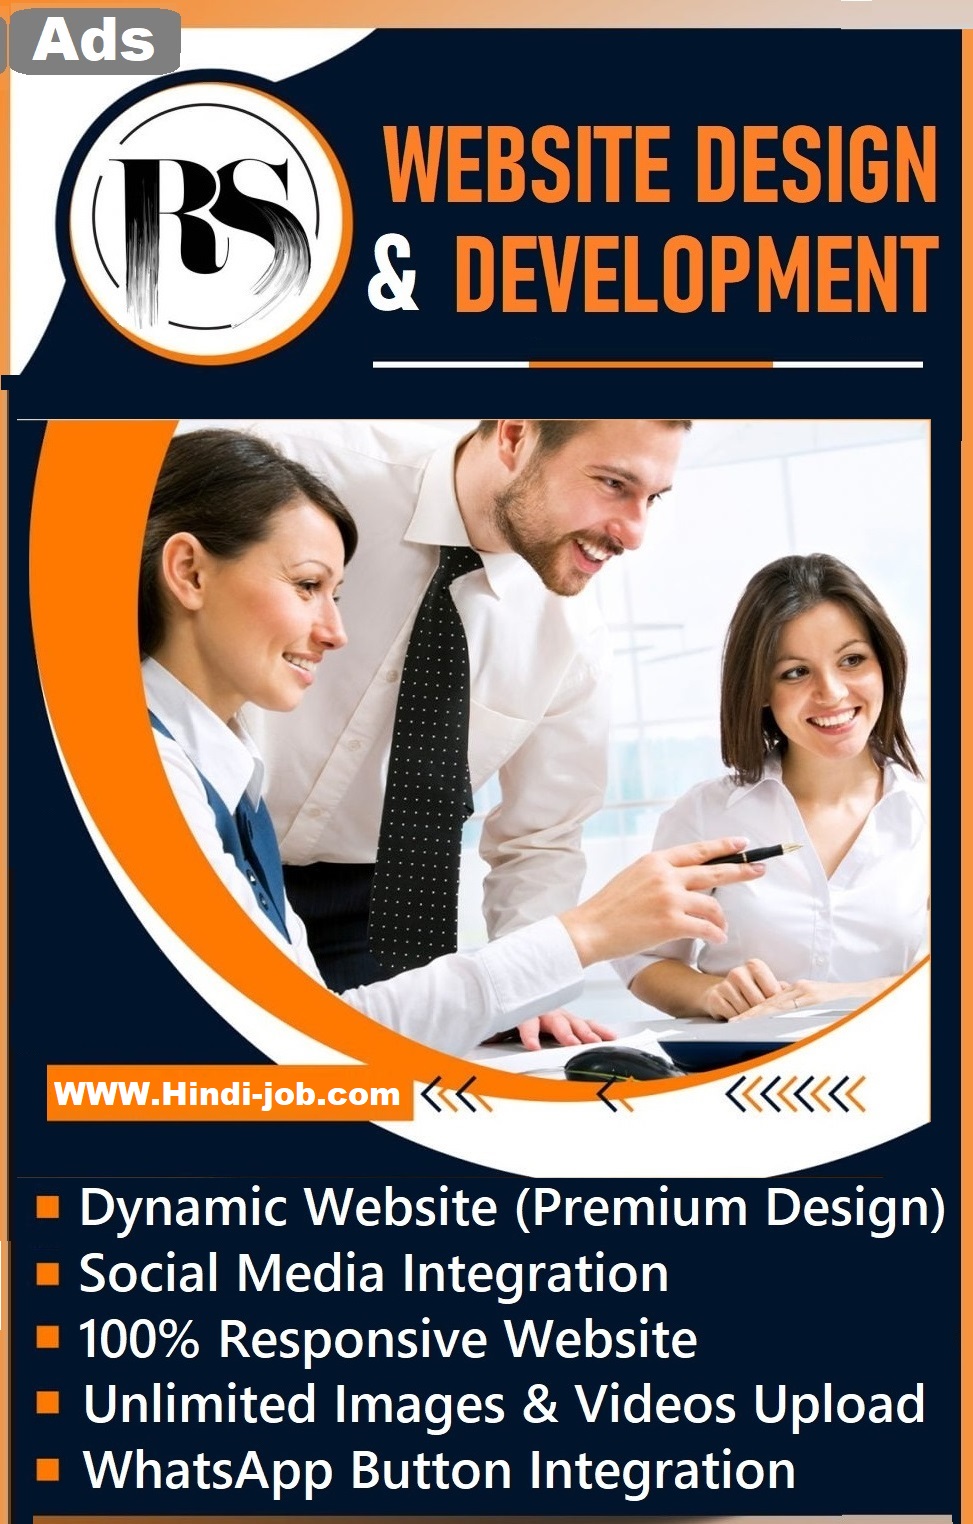 Ads
RS
WEBSITE DESIGN
& DEVELOPMENT
WWW.Hindi-job.com
Dynamic Website (Premium Design)
Social Media Integration
100% Responsive Website
Unlimited Images & Videos Upload
WhatsApp Button Integration